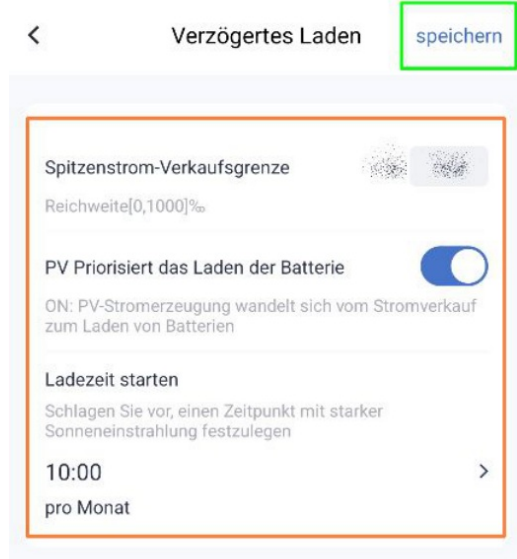 Verzögertes Laden
speichern
Spitzenstrom-Verkaufsgrenze
Reichweite[0,1000]‰
PV Priorisiert das Laden der Batterie
ON: PV-Stromerzeugung wandelt sich vom Stromverkauf
zum Laden von Batterien
Ladezeit starten
Schlagen Sie vor, einen Zeitpunkt mit starker
Sonneneinstrahlung festzulegen
10:00
pro Monat